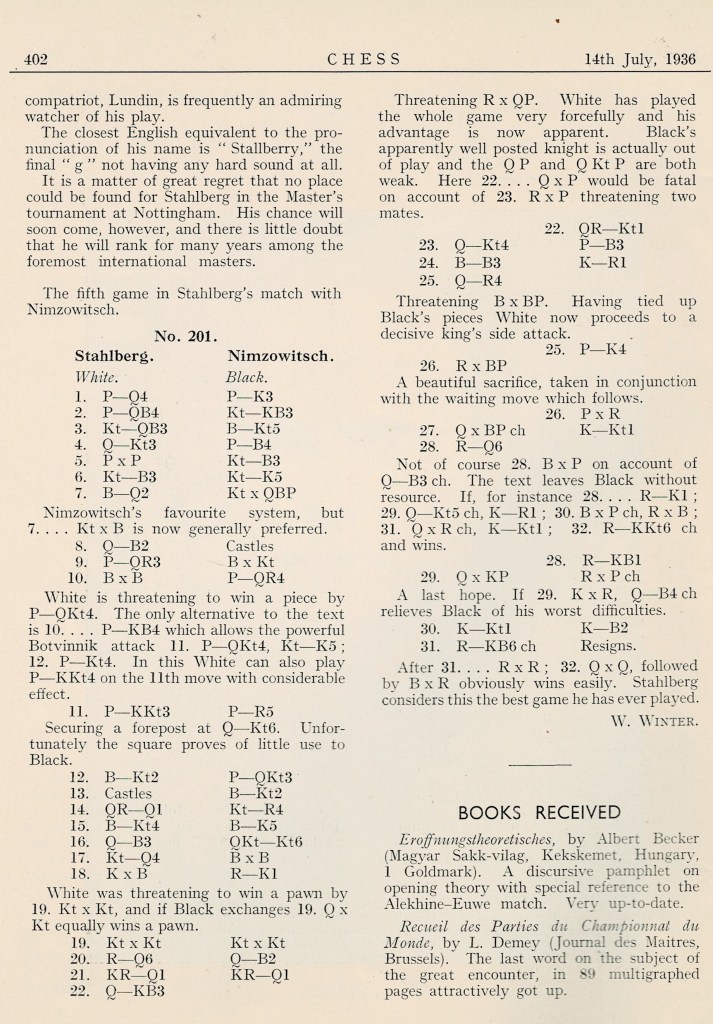 402 CHESS 14th July, 1936
compatriot, Lundin, is frequently an admiring
watcher of his play.
The closest English equivalent to the pro-
nunciation of his name is " Stallberry," the
final " g " not having any hard sound at all.
It is a matter of great regret that no place
could be found for Stahlberg in the Master's
tournament at Nottingham. His chance will
soon come, however, and there is little doubt
that he will rank for many years among the
foremost international masters.
The fifth game in Stahlberg's match with
Nimzowitsch.
No. 201.
Stahlberg. Nimzowitsch.
White. Black.
1. P—Q4 P—K3
2. P—QB4 Kt—KB3
3. Kt—QB3 B—Kt5
4. Q—Kt3 P—B4
5. P x P Kt—B3
6. Kt—B3 Kt—K5
7. B—Q2 Kt x QBP
Nimzowitsch's favourite system, but
7. . . . Kt x B is now generally preferred.
8. Q—B2 Castles
9. P—QR3 B x Kt
10. B x B P—QR4
White is threatening to win a piece by
P—QKt4. The only alternative to the text
is 10. . . . P—KB4 which allows the powerful
Botvinnik attack 11. P—QKt4, Kt—K5 ;
12. P—Kt4. In this White can also play
P—KKt4 on the 11th move with considerable
effect.
11. P—KKt3 P—R5
Securing a forepost at Q—Kt6. Unfor-
tunately the square proves of little use to
Black.
12. B—Kt2 P—QKt3
13. Castles B—Kt2
14. QR—Q1 Kt—R4
15. B—Kt4 B—K5
16. Q—B3 QKt—Kt6
17. Kt—Q4 B x B
18. K x B R—K1
White was threatening to win a pawn by
19. Kt x Kt, and if Black exchanges 19. Q x
Kt equally wins a pawn.
19. Kt x Kt Kt x Kt
20. R—Q6 Q—B2
21. KR—Q1 KR—Q1
22. Q—KB3
Threatening R x QP. White has played
the whole game very forcefully and his
advantage is now apparent. Black's
apparently well posted knight is actually out
of play and the Q P and Q Kt P are both
weak. Here 22. . . . Q x P would be fatal
on account of 23. R x P threatening two
mates.
22. QR—Kt1
23. Q—Kt4 P—B3
24. B—B3 K—R1
25. Q—R4
Threatening B x BP. Having tied up
Black's pieces White now proceeds to a
decisive king's side attack.
25. P—K4
26. R x BP
A beautiful sacrifice, taken in conjunction
with the waiting move which follows.
26. P x R
27. Q x BP ch K—Kt1
28. R—Q6
Not of course 28. B x P on account of
Q—B3 ch. The text leaves Black without
resource. If, for instance 28. . . . R—K1 ;
29. Q—Kt5 ch, K—R1 ; 30. B x P ch, R x B ;
31. Q x R ch, K—Kt1 ; 32. R—KKt6 ch
and wins.
28. R—KB1
29. Q x KP R x P ch
A last hope. If 29. K x R, Q—B4 ch
relieves Black of his worst difficulties.
30. K—Kt1 K—B2
31. R—KB6 ch Resigns.
After 31. . . . R x R ; 32. Q x Q, followed
by B x R obviously wins easily. Stahlberg
considers this the best game he has ever played.
W. WINTER.
BOOKS RECEIVED
Eroffnungstheoretisches, by Albert Becker
(Magyar Sakk-vilag, Kekskemet, Hungary,
1 Goldmark). A discursive pamphlet on
opening theory with special reference to the
Alekhine–Euwe match. Very up-to-date.
Recueil des Parties du Championnat du
Monde, by L. Demey (Journal des Maitres,
Brussels). The last word on the subject of
the great encounter, in 89 multigraphed
pages attractively got up.